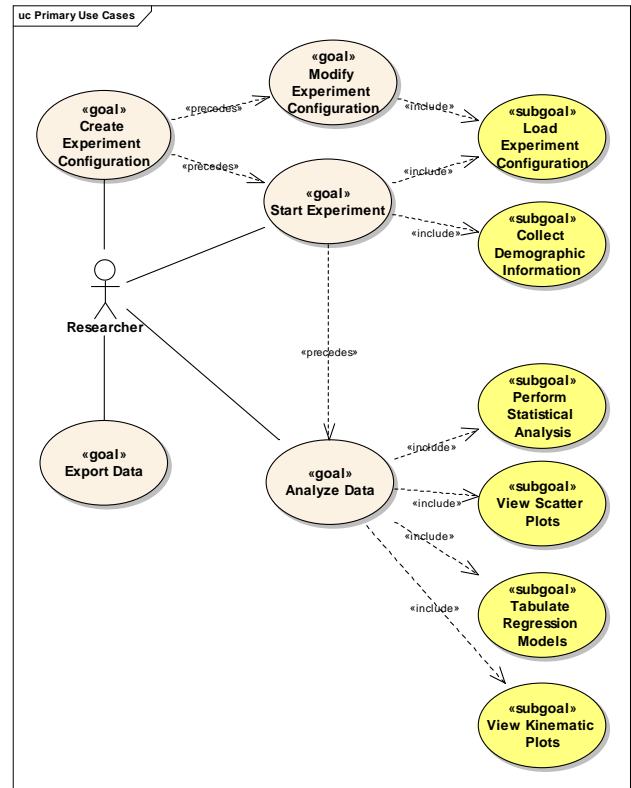 uc Primary Use Cases
«goal»
Modify
Experiment
Configuration
«goal»
Create
Experiment
Configuration
«precedes»
«include»
«subgoal»
Load
Experiment
Configuration
«precedes»
«goal»
Start Experiment
«include»
«include»
«subgoal»
Collect
Demographic
Information
Researcher
«precedes»
«subgoal»
Perform
Statistical
Analysis
«goal»
Export Data
«goal»
Analyze Data
«include»
«include»
«subgoal»
View Scatter
Plots
«include»
«subgoal»
Tabulate
Regression
Models
«include»
«subgoal»
View Kinematic
Plots